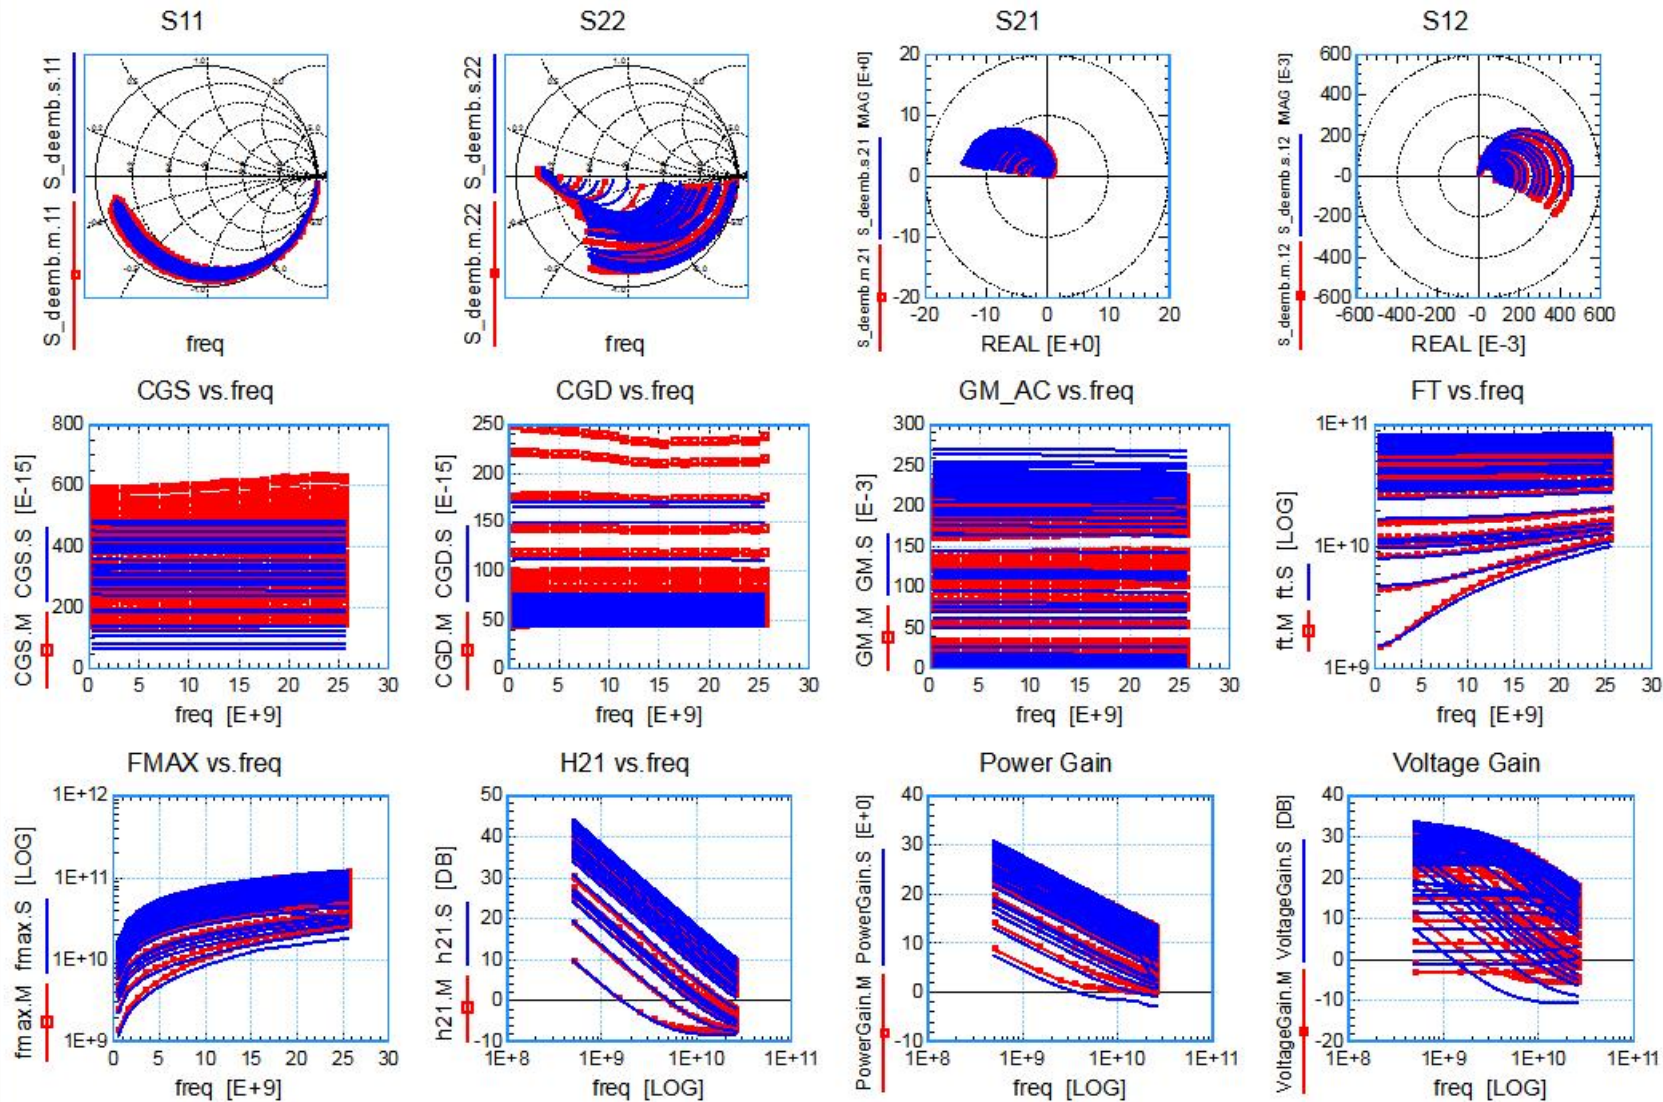 S11
S22
S21
S12
S_deemb.m.11 S_deemb.s.11
freq
S_deemb.m.22 S_deemb.s.22
freq
S_deemb.m.21 S_deemb.s.21 IMAG [E+0]
20
10
0
-10
-20
-20 -10 0 10 20
REAL [E+0]
S_deemb.m.12 S_deemb.s.12 IMAG [E-3]
600
400
200
-0
-200
-400
-600
-600 -400 -200 -0 200 400 600
REAL [E-3]
CGS vs.freq
CGD vs.freq
GM_AC vs.freq
FT vs.freq
CGS.M CGS.S [E-15]
800
600
400
200
0
0 5 10 15 20 25 30
freq [E+9]
CGD.M CGD.S [E-15]
250
200
150
100
50
0
0 5 10 15 20 25 30
freq [E+9]
GM.M GM.S [E-3]
300
250
200
150
100
50
0
0 5 10 15 20 25 30
freq [E+9]
ft.M ft.S [LOG]
1E+11
1E+10
1E+9
0 5 10 15 20 25 30
freq [E+9]
FMAX vs.freq
H21 vs.freq
Power Gain
Voltage Gain
fmax.M fmax.S [LOG]
1E+12
1E+11
1E+10
1E+9
0 5 10 15 20 25 30
freq [E+9]
h21.M h21.S [DB]
50
40
30
20
10
0
-10
1E+8 1E+9 1E+10 1E+11
freq [LOG]
PowerGain.M PowerGain.S [E+0]
40
30
20
10
0
-10
1E+8 1E+9 1E+10 1E+11
freq [LOG]
VoltageGain.M VoltageGain.S [DB]
40
30
20
10
0
-10
-20
1E+8 1E+9 1E+10 1E+11
freq [LOG]